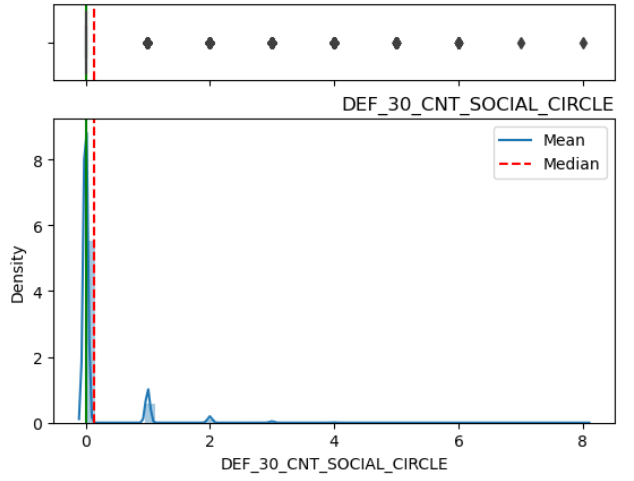 DEF_30_CNT_SOCIAL_CIRCLE
Mean
Median
Density
8
6
4
2
0
0 2 4 6 8
DEF_30_CNT_SOCIAL_CIRCLE